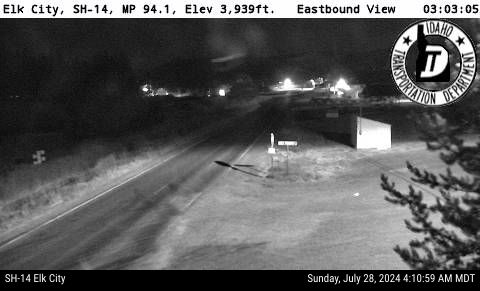 Elk City, SH-14, MP 94.1, Elev 3,939ft. Eastbound View 03:03:05
IDAHO
TRANSPORTATION DEPARTMENT
SH-14 Elk City Sunday, July 28, 2024 4:10:59 AM MDT